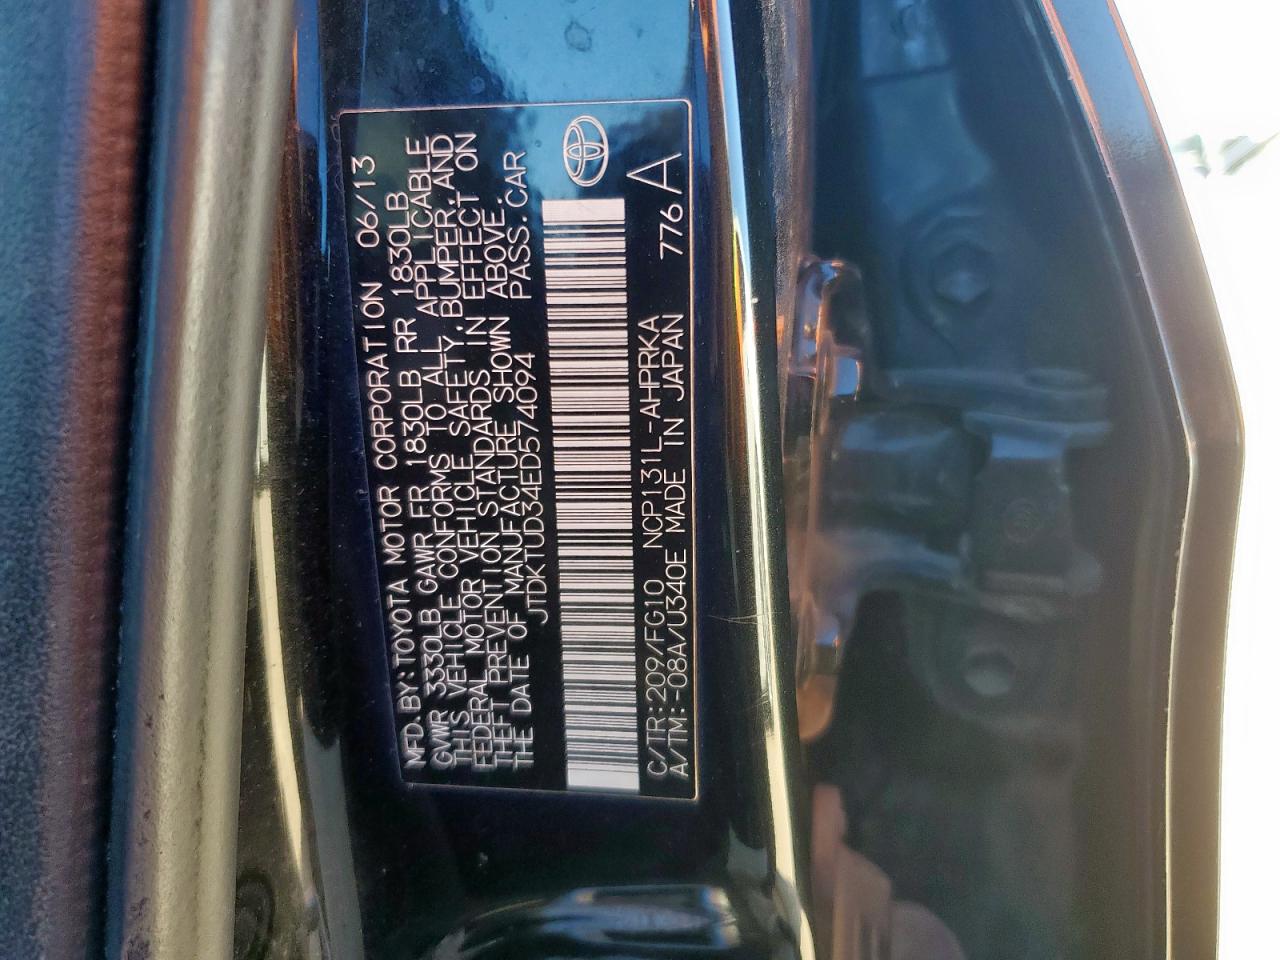 MFD.BY:TOYOTA MOTOR CORPORATION 06/13
GVWR 3330LB GAWR FR 1830LB RR 1830LB
THIS VEHICLE CONFORMS TO ALL APPLICABLE
FEDERAL MOTOR VEHICLE SAFETY,BUMPER,AND
THEFT PREVENTION STANDARDS IN EFFECT ON
THE DATE OF MANUFACTURE SHOWN ABOVE.
JTDKTUD34ED574094 PASS.CAR
C/TR:209/FG10 NCP131L-AHPRKA 776A
A/TM:-08A/U340E MADE IN JAPAN